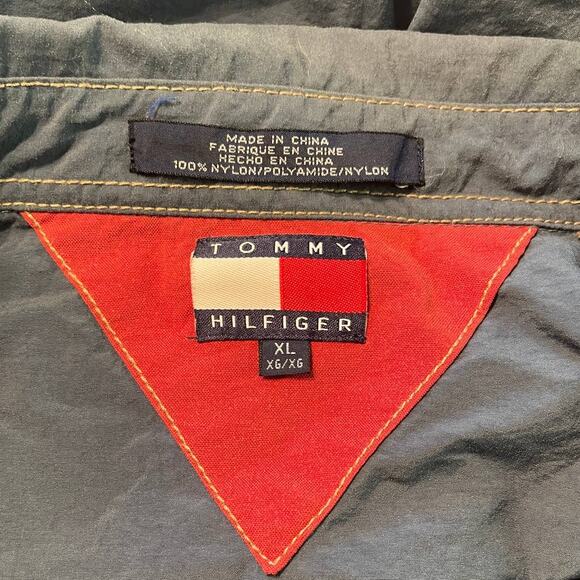 MADE IN CHINA
FABRIQUE EN CHINE
HECHO EN CHINA
100% NYLON/POLYAMIDE/NYLON
TOMMY
HILFIGER
XL
XG/XG